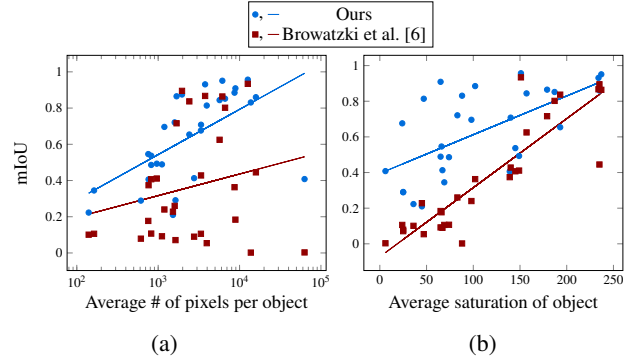 , Ours
, Browatzki et al. [6]
1
0.8
0.6
0.4
0.2
0
mIoU
10² 10³ 10⁴ 10⁵
Average # of pixels per object
(a)
1
0.8
0.6
0.4
0.2
0
0 50 100 150 200 250
Average saturation of object
(b)